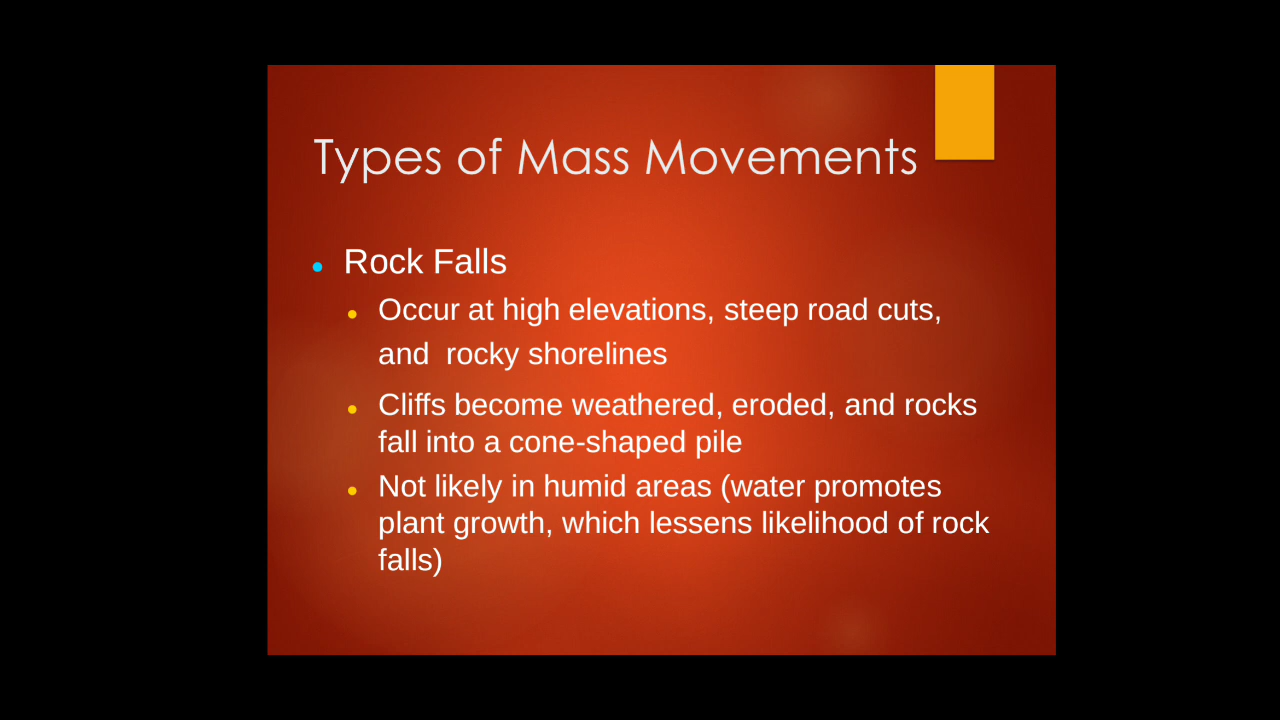 Types of Mass Movements
• Rock Falls
• Occur at high elevations, steep road cuts,
and  rocky shorelines
• Cliffs become weathered, eroded, and rocks
fall into a cone-shaped pile
• Not likely in humid areas (water promotes
plant growth, which lessens likelihood of rock
falls)